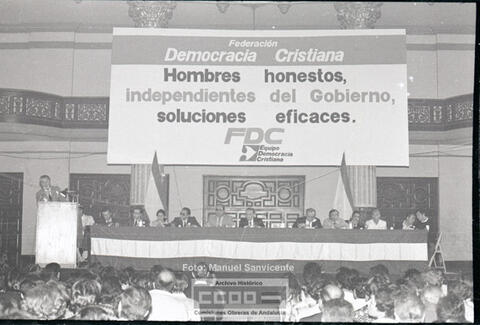 Federación
Democracia Cristiana
Hombres honestos,
independientes del Gobierno,
soluciones eficaces.
FDC
Equipo
Democracia
Cristiana
Foto: Manuel Sanvicente
Archivo Histórico
CCOO
Comisiones Obreras de Andalucía